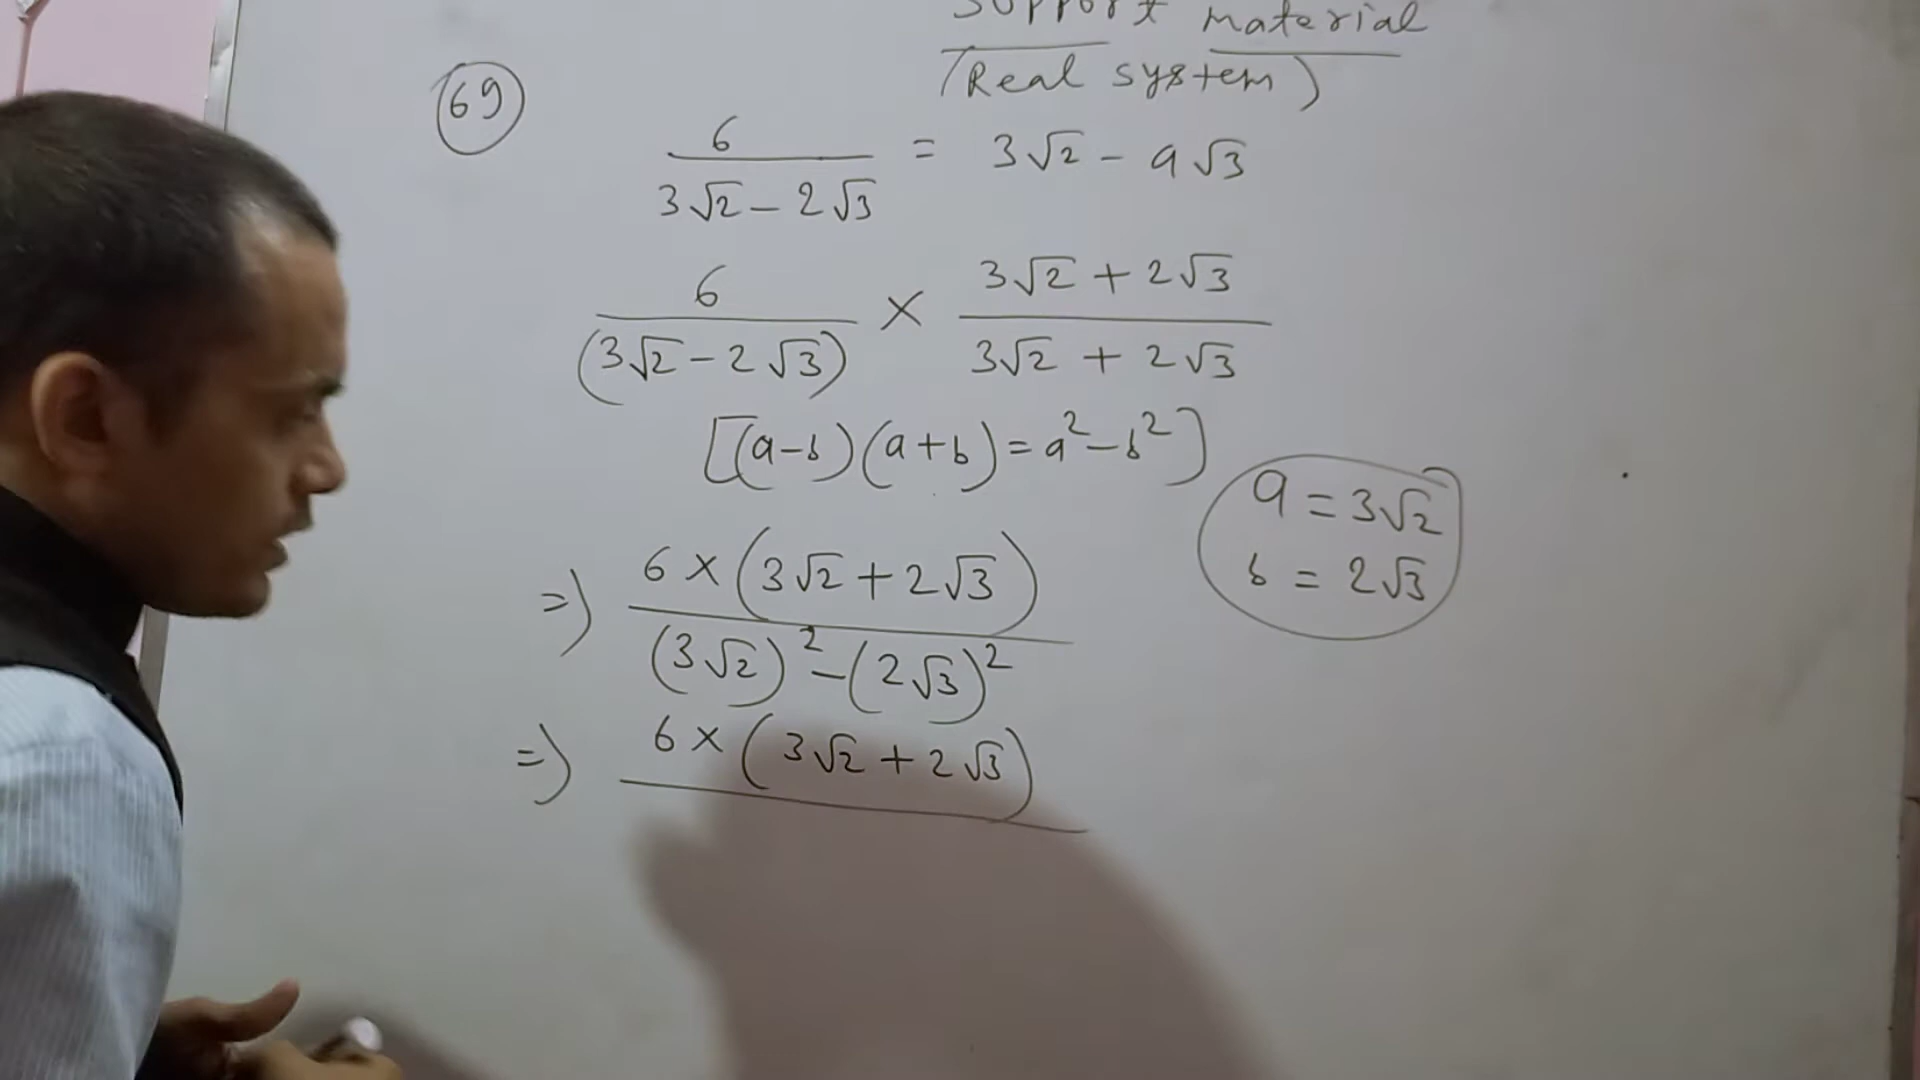 Support material
(Real system)
69
6 / (3√2 − 2√3) = 3√2 − a√3
6 / (3√2 − 2√3) × (3√2 + 2√3) / (3√2 + 2√3)
[(a−b)(a+b) = a² − b²]
a = 3√2
b = 2√3
⇒) 6 × (3√2 + 2√3) / (3√2)² − (2√3)²
⇒) 6 × (3√2 + 2√3)